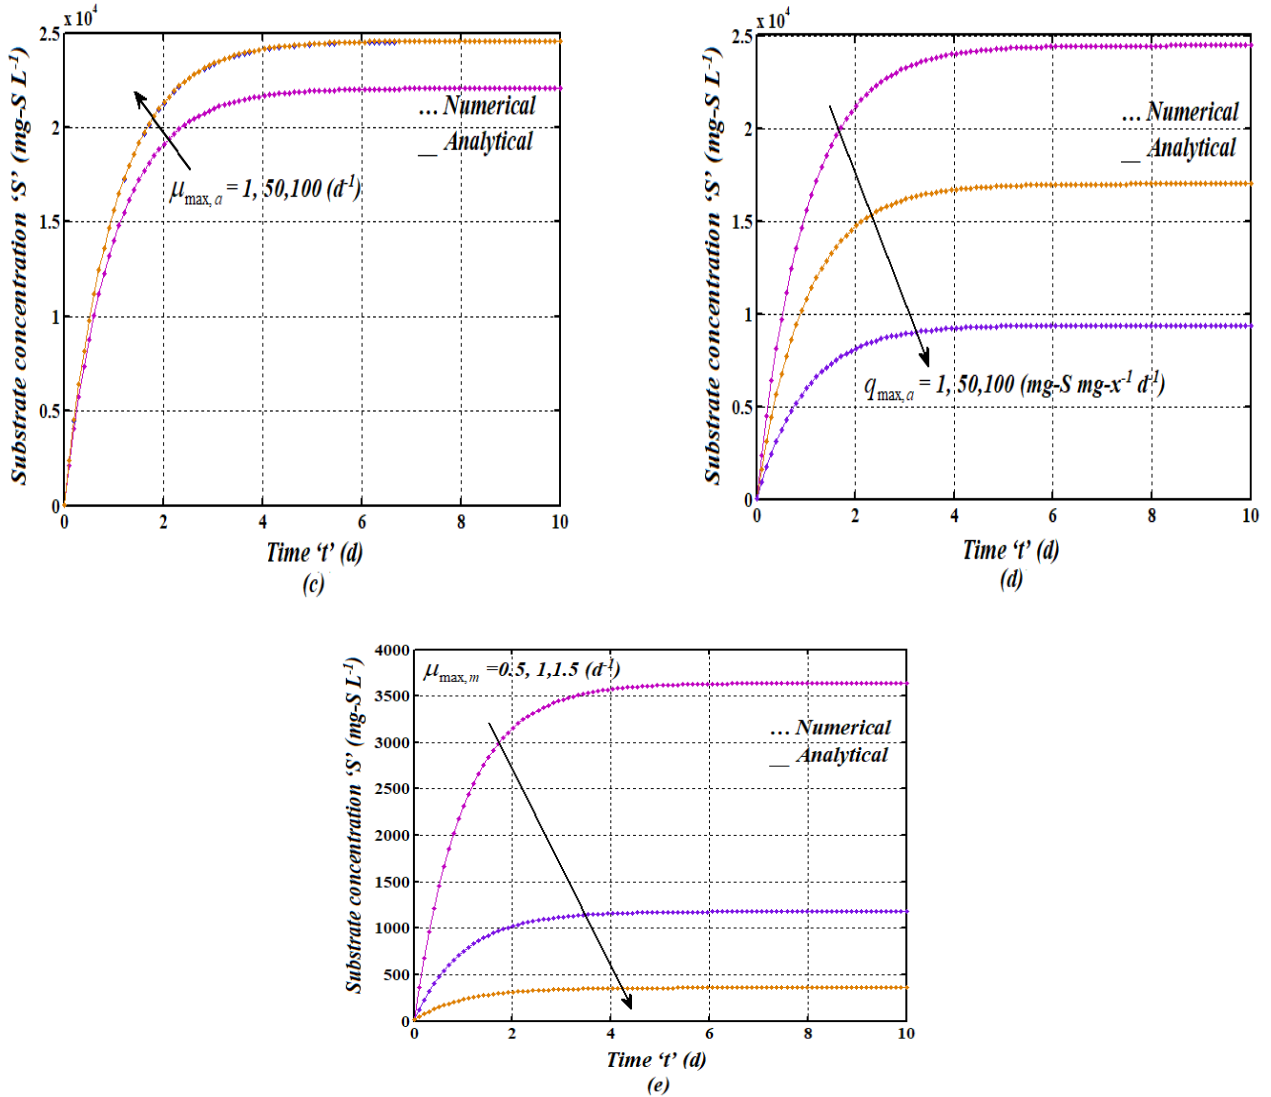 x 10⁴
2.5
2
1.5
1
0.5
0
0 2 4 6 8 10
Substrate concentration ‘S’ (mg-S L⁻¹)
... Numerical
__ Analytical
μmax, a = 1, 50,100 (d⁻¹)
Time ‘t’ (d)
(c)
x10⁴
2.5
2
1.5
1
0.5
0
0 2 4 6 8 10
Substrate concentration ‘S’ (mg-S L⁻¹)
... Numerical
__ Analytical
qmax, a = 1, 50,100 (mg-S mg-x⁻¹ d⁻¹)
Time ‘t’ (d)
(d)
4000
3500
3000
2500
2000
1500
1000
500
0
0 2 4 6 8 10
Substrate concentration ‘S’ (mg-S L⁻¹)
μmax, m =0.5, 1,1.5 (d⁻¹)
... Numerical
__ Analytical
Time ‘t’ (d)
(e)